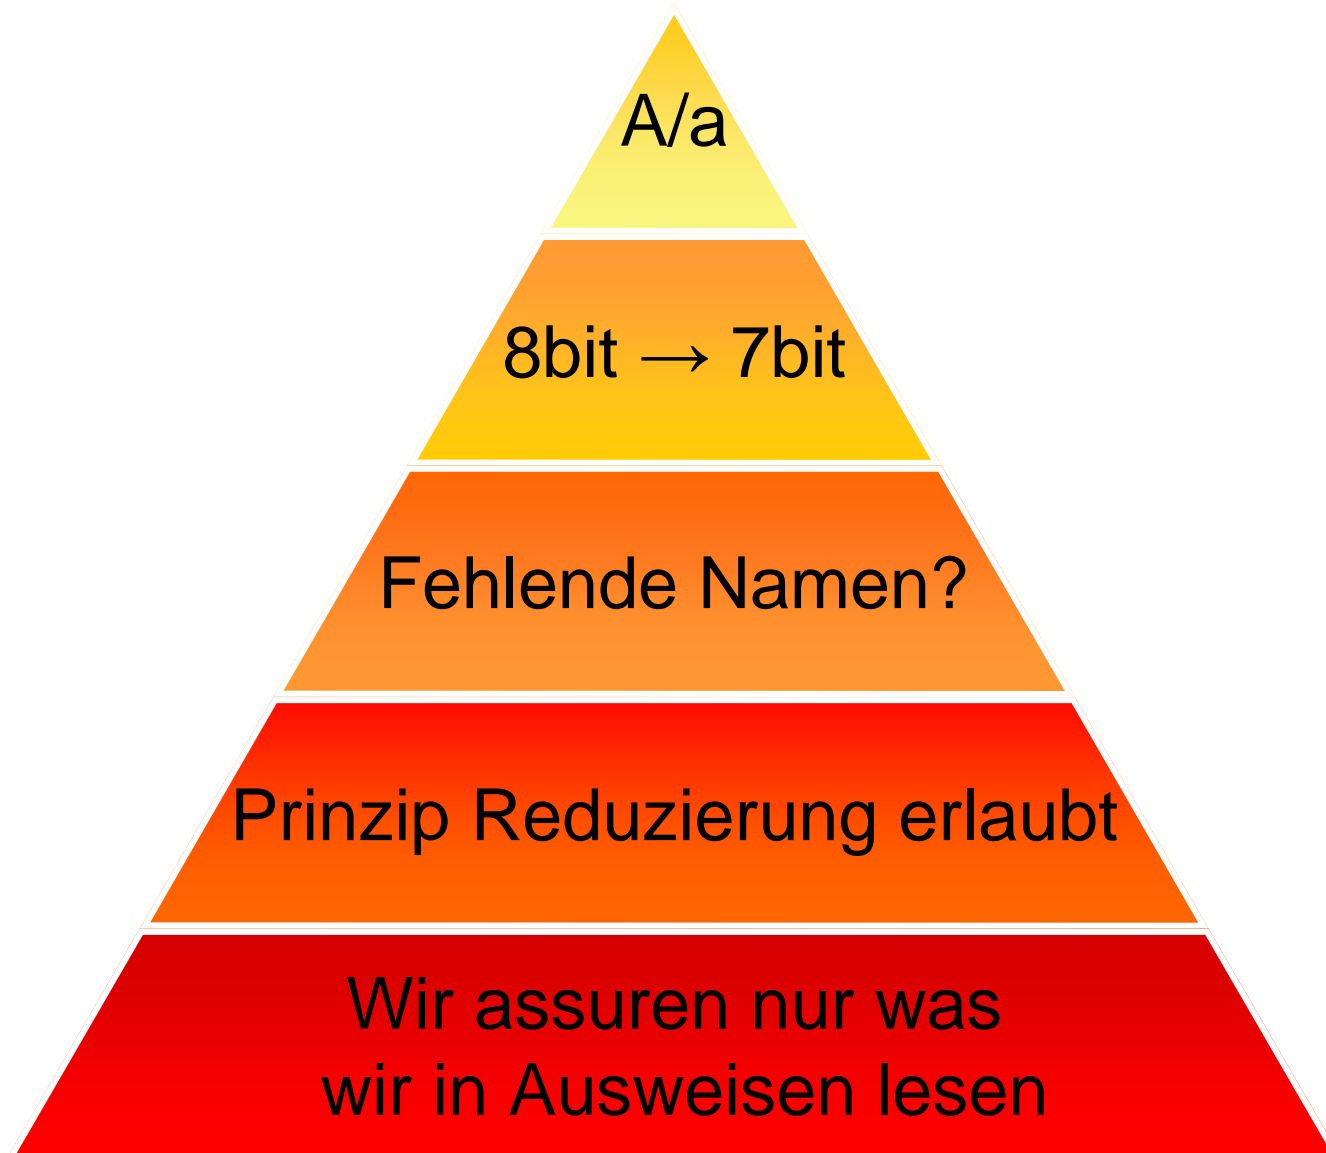 A/a
8bit → 7bit
Fehlende Namen?
Prinzip Reduzierung erlaubt
Wir assuren nur was
wir in Ausweisen lesen